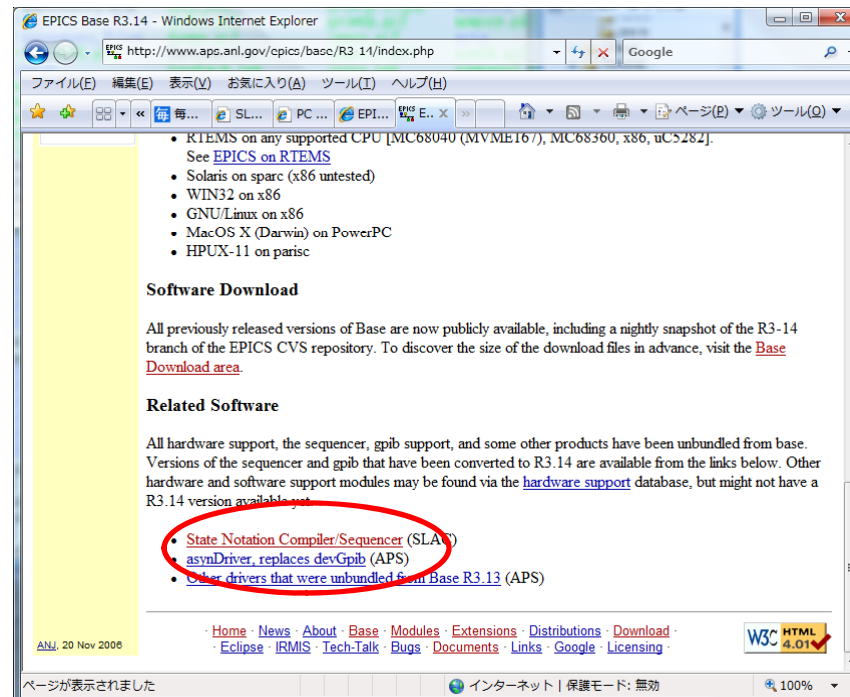 EPICS Base R3.14 - Windows Internet Explorer
http://www.aps.anl.gov/epics/base/R3 14/index.php
Google
ファイル(F) 編集(E) 表示(V) お気に入り(A) ツール(T) ヘルプ(H)
毎... SL... PC ... EPI... E.. ページ(P) ツール(O)
• RTEMS on any supported CPU [MC68040 (MVME167), MC68360, x86, uC5282].
See EPICS on RTEMS
• Solaris on sparc (x86 untested)
• WIN32 on x86
• GNU/Linux on x86
• MacOS X (Darwin) on PowerPC
• HPUX-11 on parisc
Software Download
All previously released versions of Base are now publicly available, including a nightly snapshot of the R3-14
branch of the EPICS CVS repository. To discover the size of the download files in advance, visit the Base
Download area.
Related Software
All hardware support, the sequencer, gpib support, and some other products have been unbundled from base.
Versions of the sequencer and gpib that have been converted to R3.14 are available from the links below. Other
hardware and software support modules may be found via the hardware support database, but might not have a
R3.14 version available yet.
• State Notation Compiler/Sequencer (SLAC)
• asynDriver, replaces devGpib (APS)
• Other drivers that were unbundled from Base R3.13 (APS)
· Home · News · About · Base · Modules · Extensions · Distributions · Download ·
· Eclipse · IRMIS · Tech-Talk · Bugs · Documents · Links · Google · Licensing ·
ANJ, 20 Nov 2006
W3C HTML 4.01
ページが表示されました
インターネット | 保護モード: 無効
100%